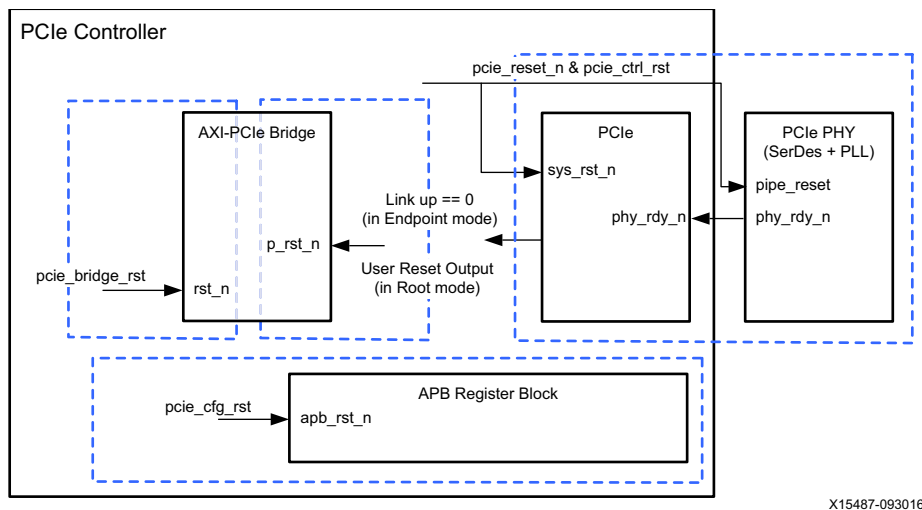 PCIe Controller
pcie_reset_n & pcie_ctrl_rst
AXI-PCIe Bridge
PCIe
PCIe PHY
(SerDes + PLL)
sys_rst_n
pipe_reset
Link up == 0
(in Endpoint mode)
phy_rdy_n
phy_rdy_n
p_rst_n
User Reset Output
(in Root mode)
pcie_bridge_rst
rst_n
APB Register Block
pcie_cfg_rst
apb_rst_n
X15487-093016